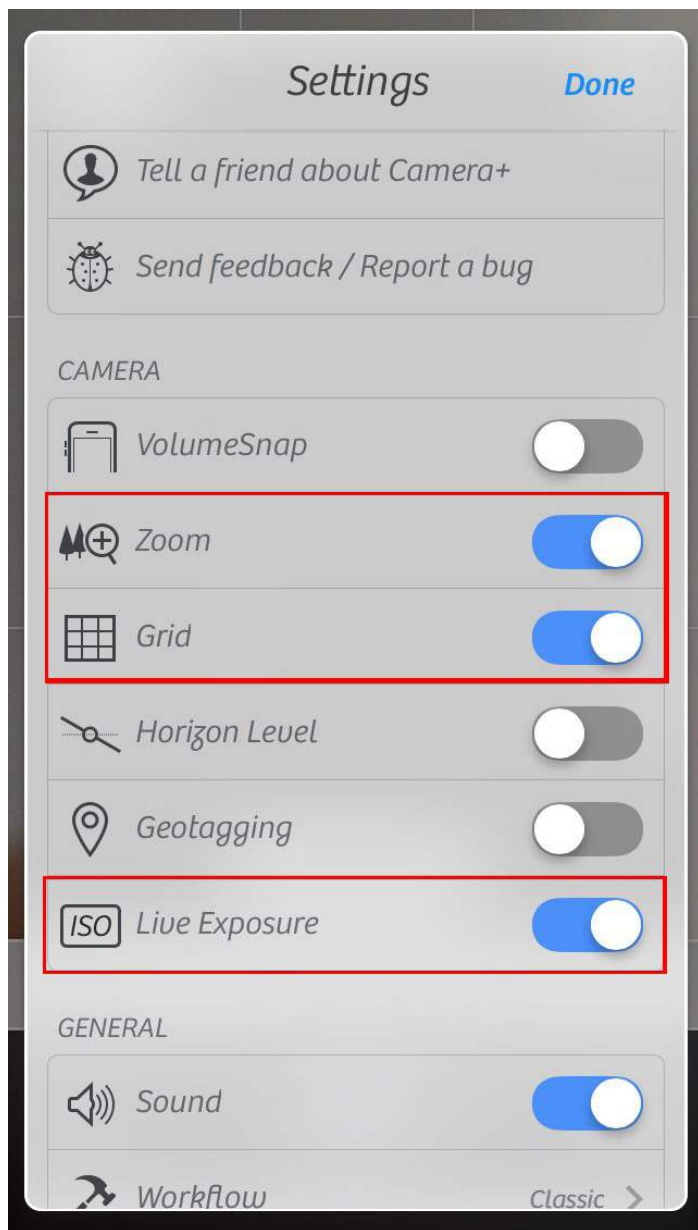 Settings
Done
Tell a friend about Camera+
Send feedback / Report a bug
CAMERA
VolumeSnap
Zoom
Grid
Horizon Level
Geotagging
ISO
Live Exposure
GENERAL
Sound
Workflow
Classic